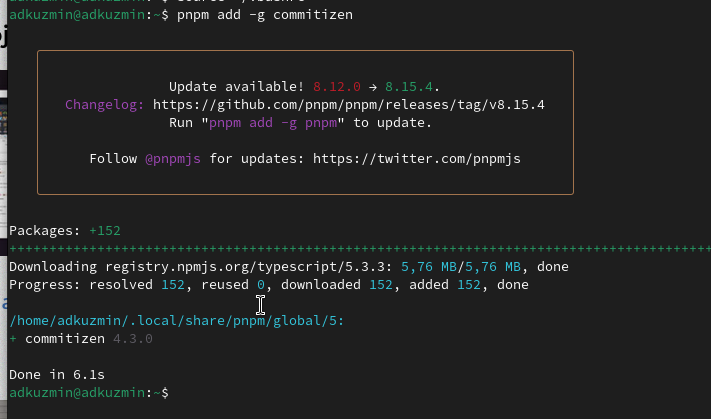 adkuzmin@adkuzmin:~$ pnpm add -g commitizen
Update available! 8.12.0 → 8.15.4.
Changelog: https://github.com/pnpm/pnpm/releases/tag/v8.15.4
Run "pnpm add -g pnpm" to update.
Follow @pnpmjs for updates: https://twitter.com/pnpmjs
Packages: +152
++++++++++++++++++++++++++++++++++++++++++++++++++++++++++++++++++++++++++++++++++++++++
Downloading registry.npmjs.org/typescript/5.3.3: 5,76 MB/5,76 MB, done
Progress: resolved 152, reused 0, downloaded 152, added 152, done
/home/adkuzmin/.local/share/pnpm/global/5:
+ commitizen 4.3.0
Done in 6.1s
adkuzmin@adkuzmin:~$